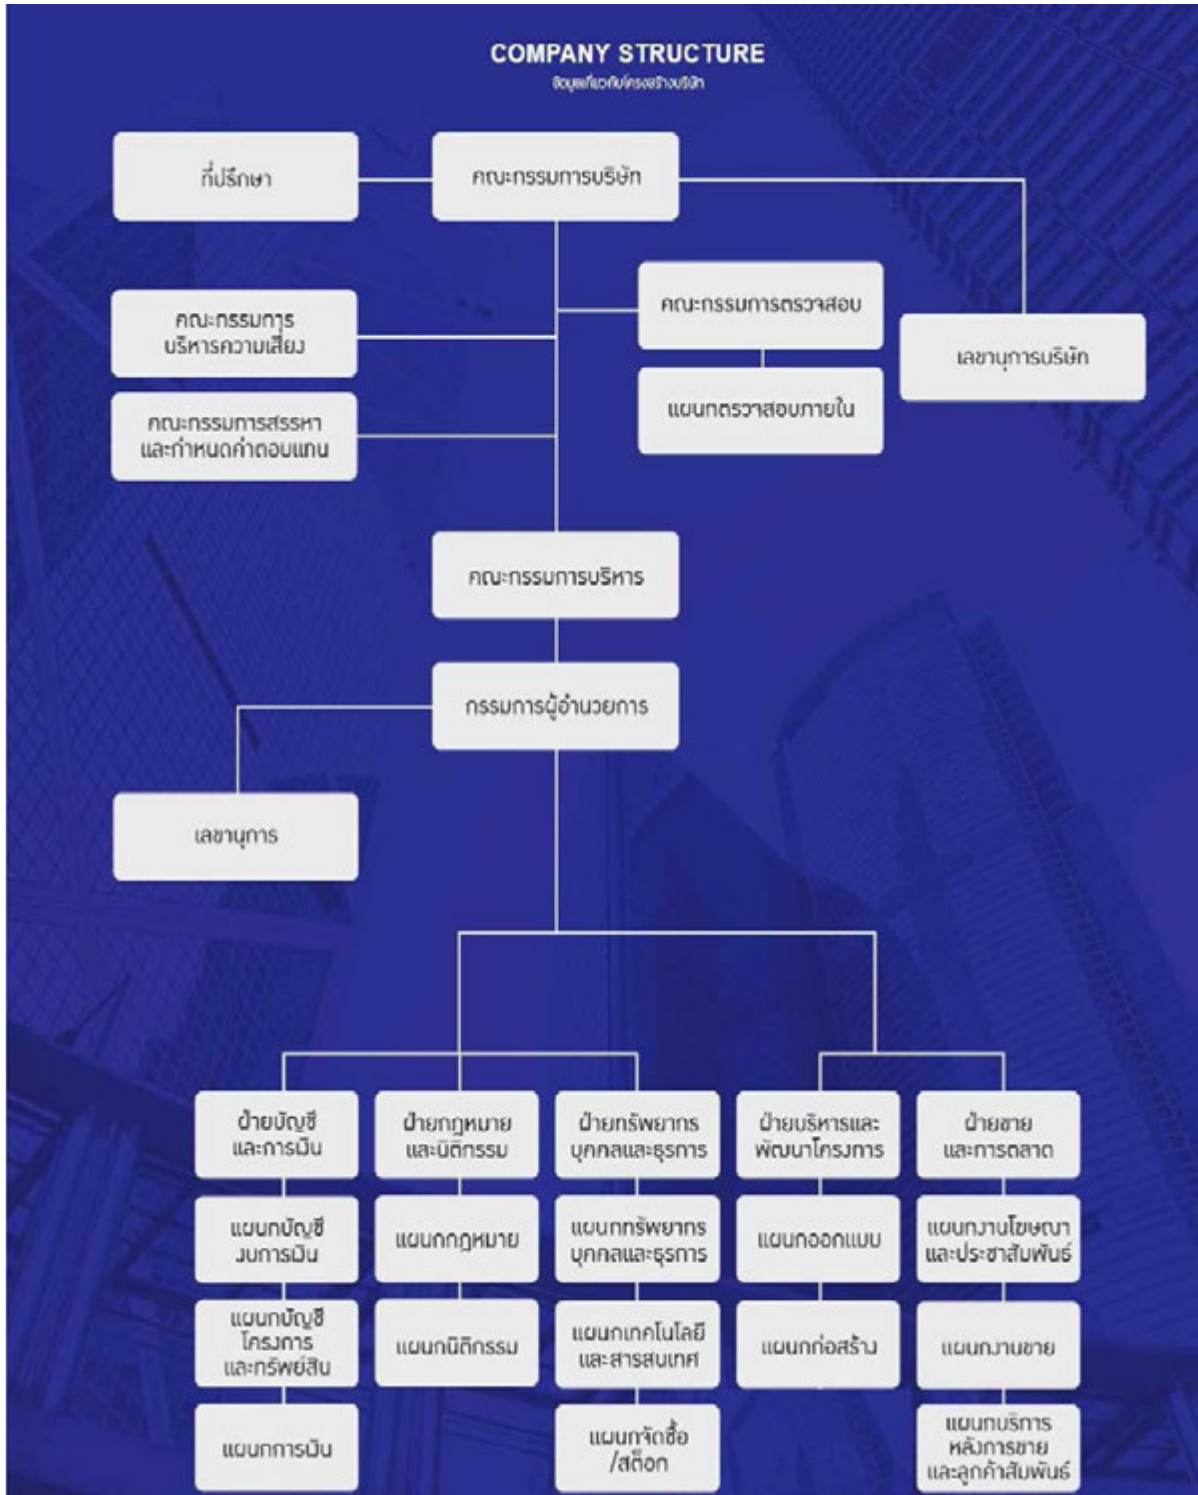 COMPANY STRUCTURE
ข้อมูลเกี่ยวกับโครงสร้างบริษัท
ที่ปรึกษา
คณะกรรมการบริษัท
คณะกรรมการตรวจสอบ
คณะกรรมการ
บริหารความเสี่ยง
เลขานุการบริษัท
แผนกตรวจสอบภายใน
คณะกรรมการสรรหา
และกำหนดค่าตอบแทน
คณะกรรมการบริหาร
กรรมการผู้อำนวยการ
เลขานุการ
ฝ่ายบัญชี
และการเงิน
ฝ่ายกฎหมาย
และนิติกรรม
ฝ่ายทรัพยากร
บุคคลและธุรการ
ฝ่ายบริหารและ
พัฒนาโครงการ
ฝ่ายขาย
และการตลาด
แผนกบัญชี
งบการเงิน
แผนกกฎหมาย
แผนกทรัพยากร
บุคคลและธุรการ
แผนกออกแบบ
แผนกงานโฆษณา
และประชาสัมพันธ์
แผนกบัญชี
โครงการ
และทรัพย์สิน
แผนกนิติกรรม
แผนกเทคโนโลยี
และสารสนเทศ
แผนกก่อสร้าง
แผนกงานขาย
แผนกการเงิน
แผนกจัดซื้อ
/สต็อก
แผนกบริการ
หลังการขาย
และลูกค้าสัมพันธ์